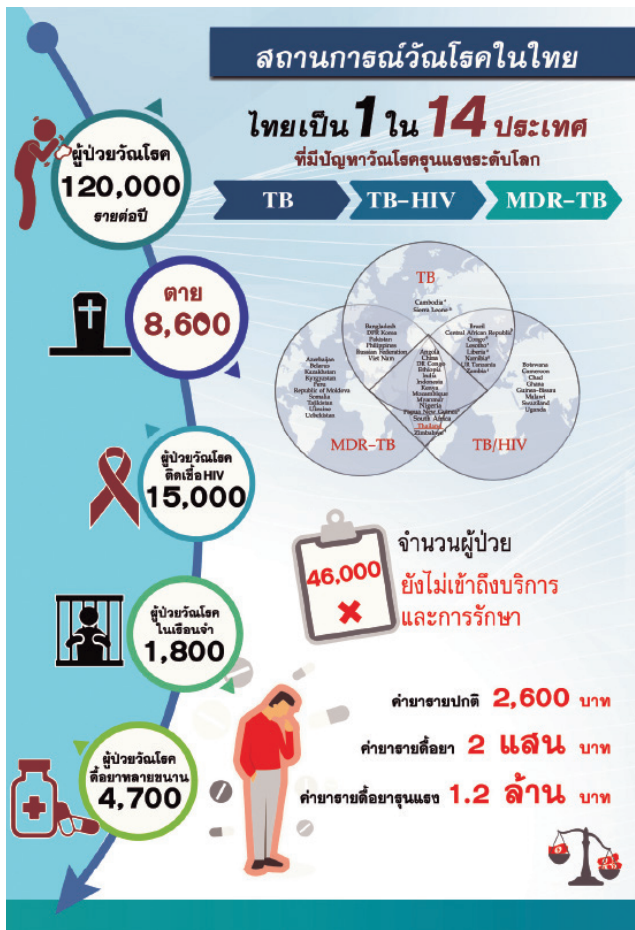 สถานการณ์วัณโรคในไทย
ไทยเป็น 1 ใน 14 ประเทศ
ที่มีปัญหาวัณโรครุนแรงระดับโลก
TB
TB-HIV
MDR-TB
ผู้ป่วยวัณโรค
120,000
รายต่อปี
ตาย
8,600
ผู้ป่วยวัณโรค
ติดเชื้อ HIV
15,000
ผู้ป่วยวัณโรค
ในเรือนจำ
1,800
ผู้ป่วยวัณโรค
ดื้อยาหลายขนาน
4,700
TB
Cambodia*
Sierra Leone*
Bangladesh
DPR Korea
Pakistan
Philippines
Russian Federation
Viet Nam
Brazil
Central African Republic*
Congo*
Lesotho*
Liberia*
Namibia*
UR Tanzania
Zambia*
Azerbaijan
Belarus
Kazakhstan
Kyrgyzstan
Peru
Republic of Moldova
Somalia
Tajikistan
Ukraine
Uzbekistan
Angola
China
DR Congo
Ethiopia
India
Indonesia
Kenya
Mozambique
Myanmar
Nigeria
Papua New Guinea*
South Africa
Thailand
Zimbabwe*
Botswana
Cameroon
Chad
Ghana
Guinea-Bissau
Malawi
Swaziland
Uganda
MDR-TB
TB/HIV
46,000
จำนวนผู้ป่วย
ยังไม่เข้าถึงบริการ
และการรักษา
ค่ายารายปกติ 2,600 บาท
ค่ายารายดื้อยา 2 แสน บาท
ค่ายารายดื้อยารุนแรง 1.2 ล้าน บาท